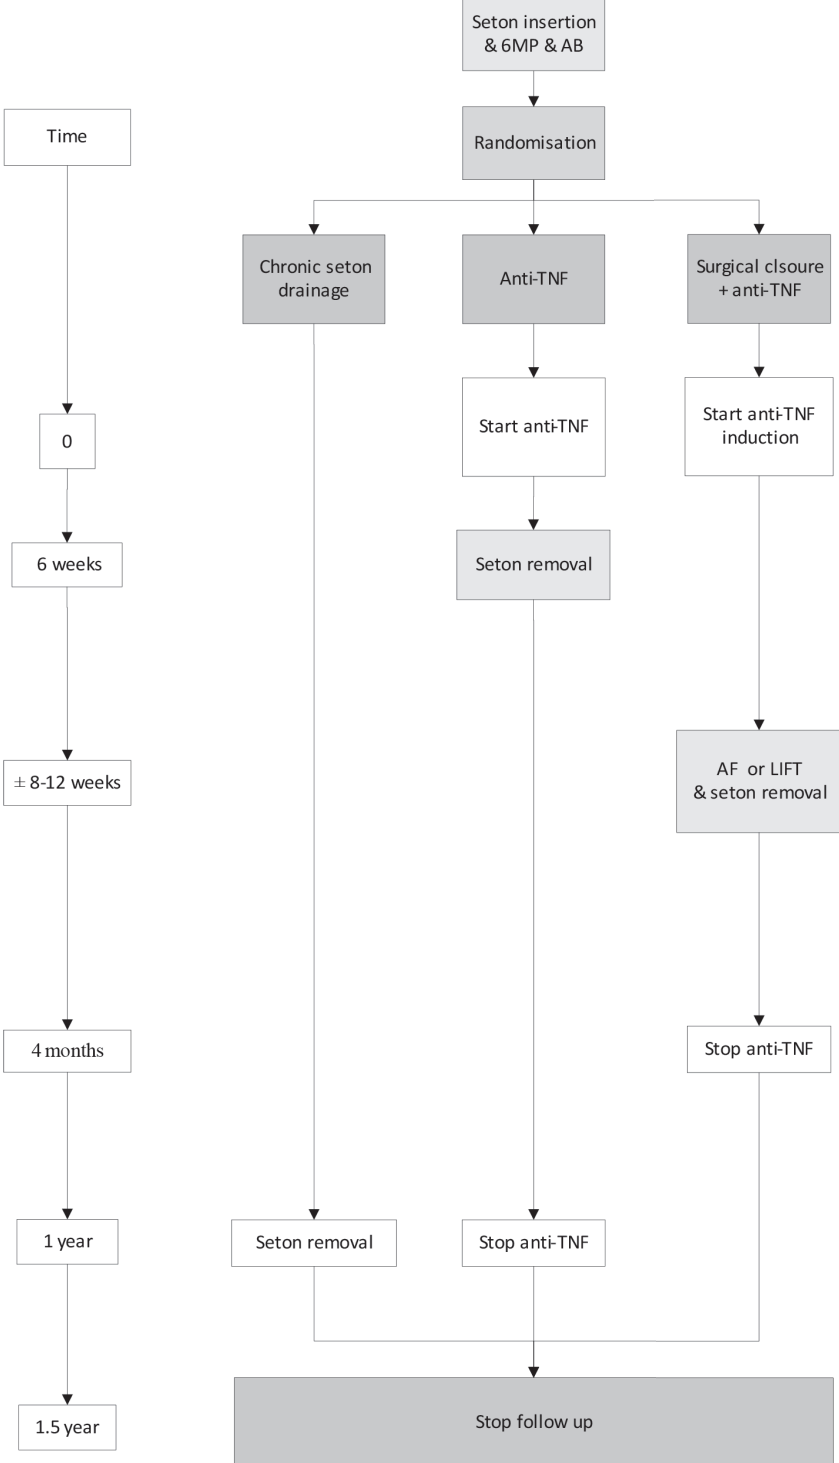 Seton insertion
& 6MP & AB
Time
Randomisation
Chronic seton
drainage
Anti-TNF
Surgical clsoure
+ anti-TNF
0
Start anti-TNF
Start anti-TNF
induction
6 weeks
Seton removal
± 8-12 weeks
AF or LIFT
& seton removal
4 months
Stop anti-TNF
1 year
Seton removal
Stop anti-TNF
1.5 year
Stop follow up